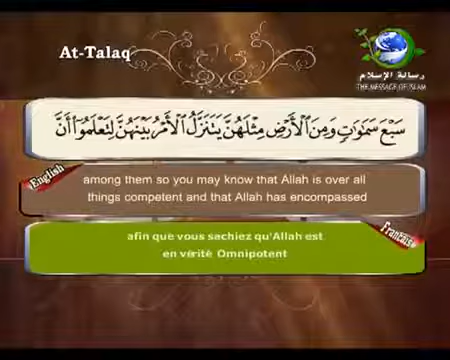 At-Talaq
رسالة الإسلام
THE MESSAGE OF ISLAM
سَبْعَ سَمَٰوَٰتٍ وَمِنَ ٱلْأَرْضِ مِثْلَهُنَّ يَتَنَزَّلُ ٱلْأَمْرُ بَيْنَهُنَّ لِتَعْلَمُوٓا۟ أَنَّ
English
among them so you may know that Allah is over all
things competent and that Allah has encompassed
Française
afin que vous sachiez qu'Allah est
en vérité Omnipotent